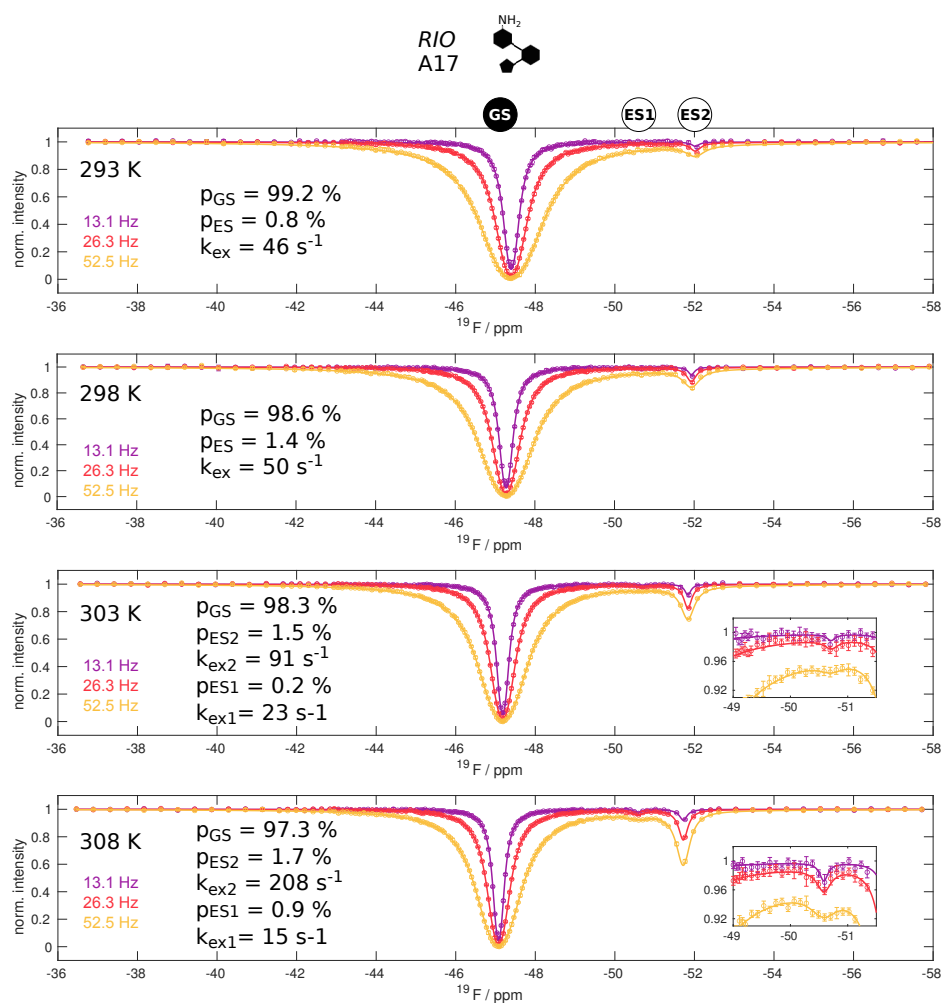 NH2
RIO
A17
GS ES1 ES2
293 K
pGS = 99.2 %
pES = 0.8 %
kex = 46 s-1
13.1 Hz
26.3 Hz
52.5 Hz
norm. intensity
1
0.8
0.6
0.4
0.2
0
-36 -38 -40 -42 -44 -46 -48 -50 -52 -54 -56 -58
19F / ppm
298 K
pGS = 98.6 %
pES = 1.4 %
kex = 50 s-1
13.1 Hz
26.3 Hz
52.5 Hz
norm. intensity
1
0.8
0.6
0.4
0.2
0
-36 -38 -40 -42 -44 -46 -48 -50 -52 -54 -56 -58
19F / ppm
303 K
pGS = 98.3 %
pES2 = 1.5 %
kex2 = 91 s-1
pES1 = 0.2 %
kex1= 23 s-1
13.1 Hz
26.3 Hz
52.5 Hz
norm. intensity
1
0.8
0.6
0.4
0.2
0
1
0.96
0.92
-49 -50 -51
-36 -38 -40 -42 -44 -46 -48 -50 -52 -54 -56 -58
19F / ppm
308 K
pGS = 97.3 %
pES2 = 1.7 %
kex2 = 208 s-1
pES1 = 0.9 %
kex1= 15 s-1
13.1 Hz
26.3 Hz
52.5 Hz
norm. intensity
1
0.8
0.6
0.4
0.2
0
1
0.96
0.92
-49 -50 -51
-36 -38 -40 -42 -44 -46 -48 -50 -52 -54 -56 -58
19F / ppm